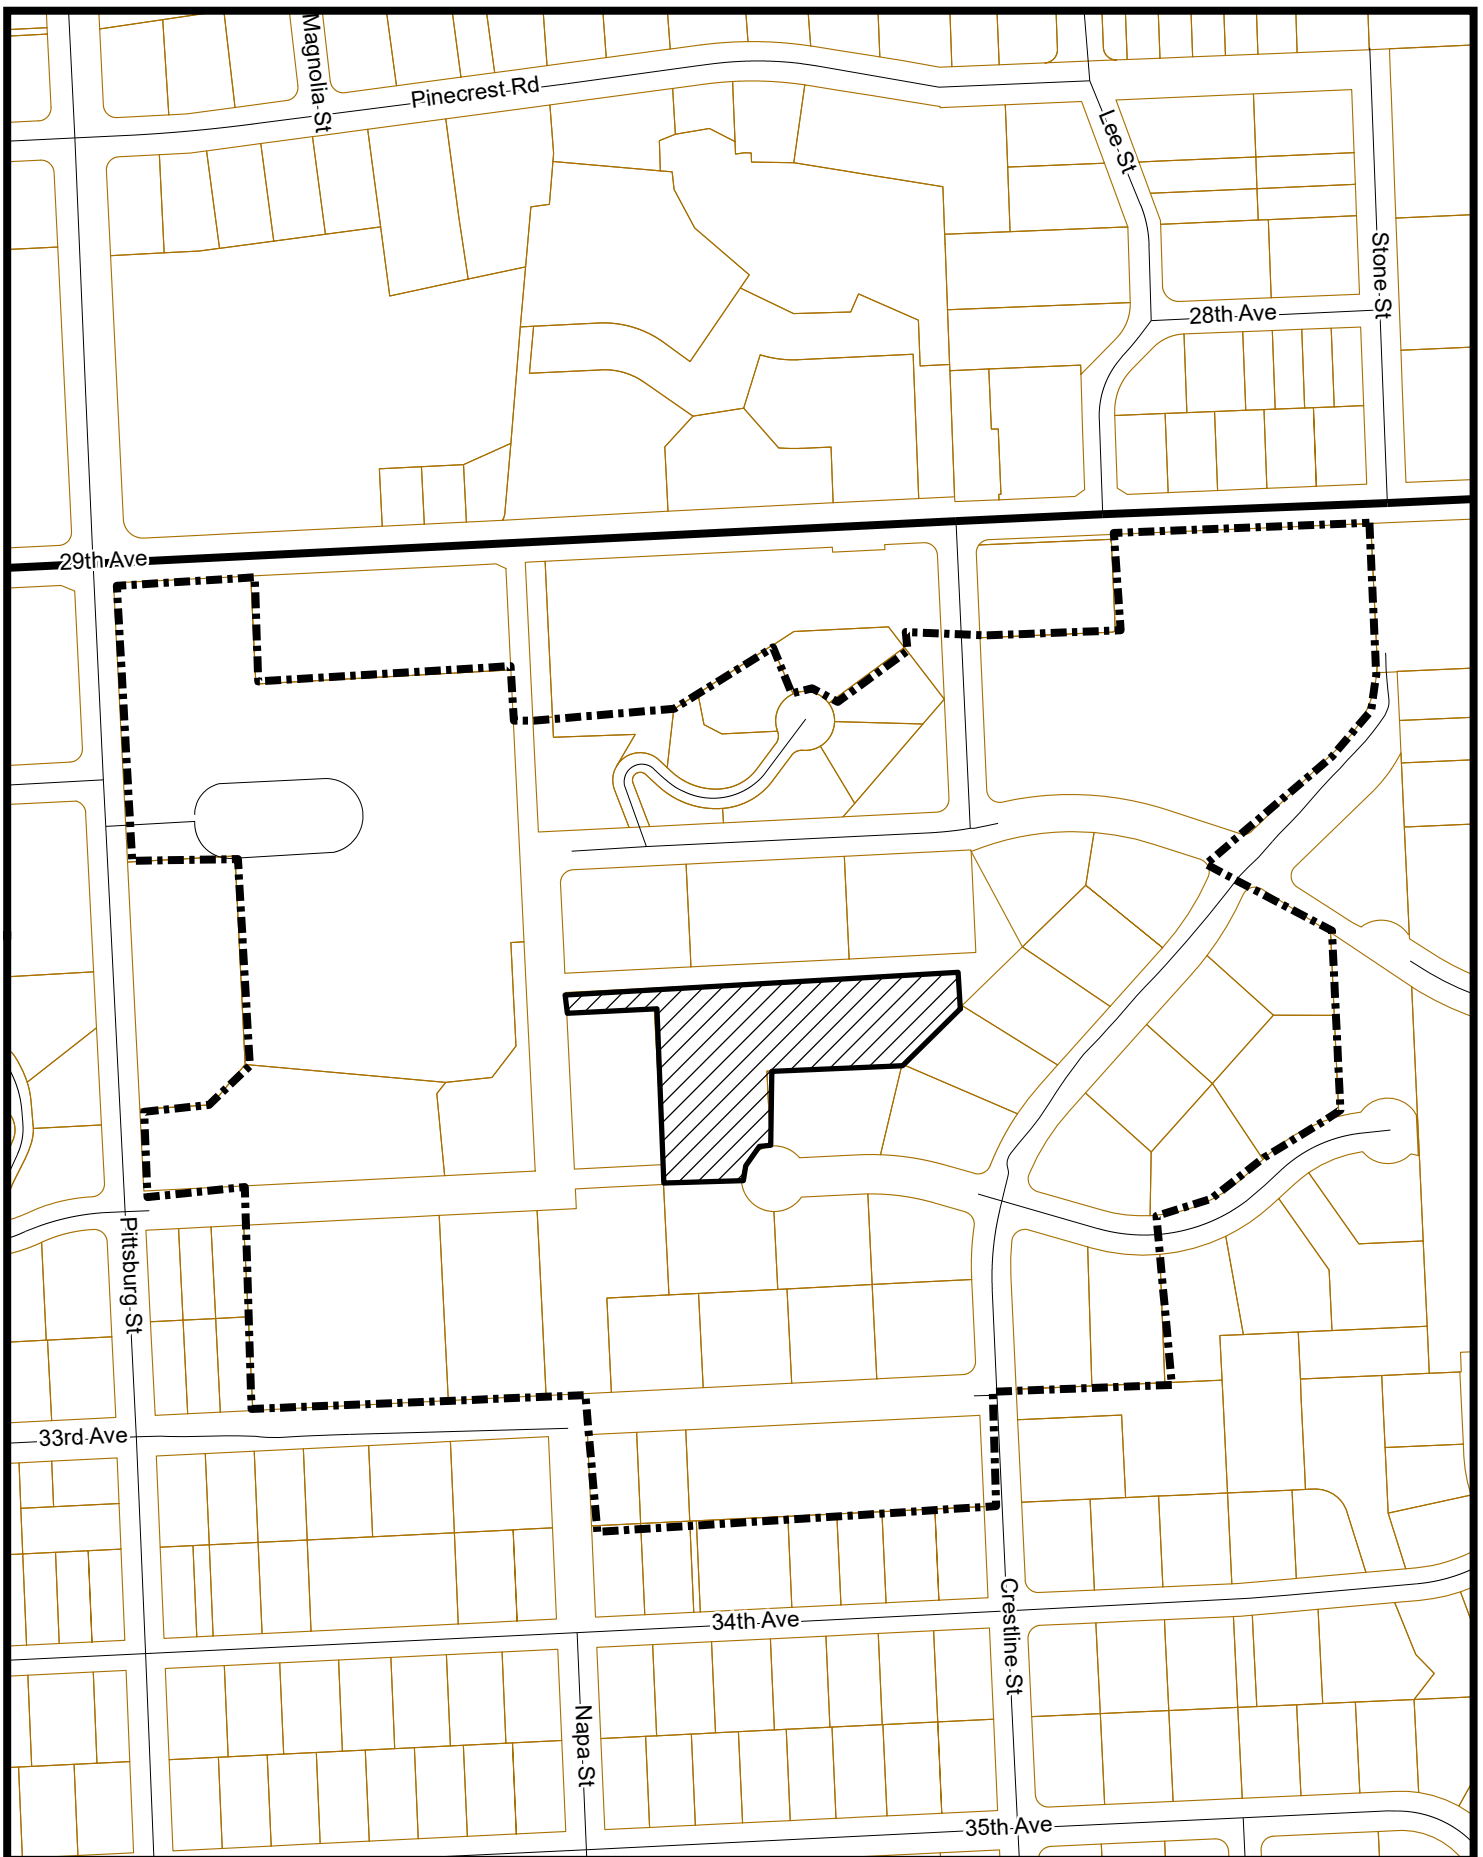 Magnolia St
Pinecrest Rd
Lee St
Stone St
28th Ave
29th Ave
Pittsburg St
33rd Ave
34th Ave
Crestline St
Napa St
35th Ave